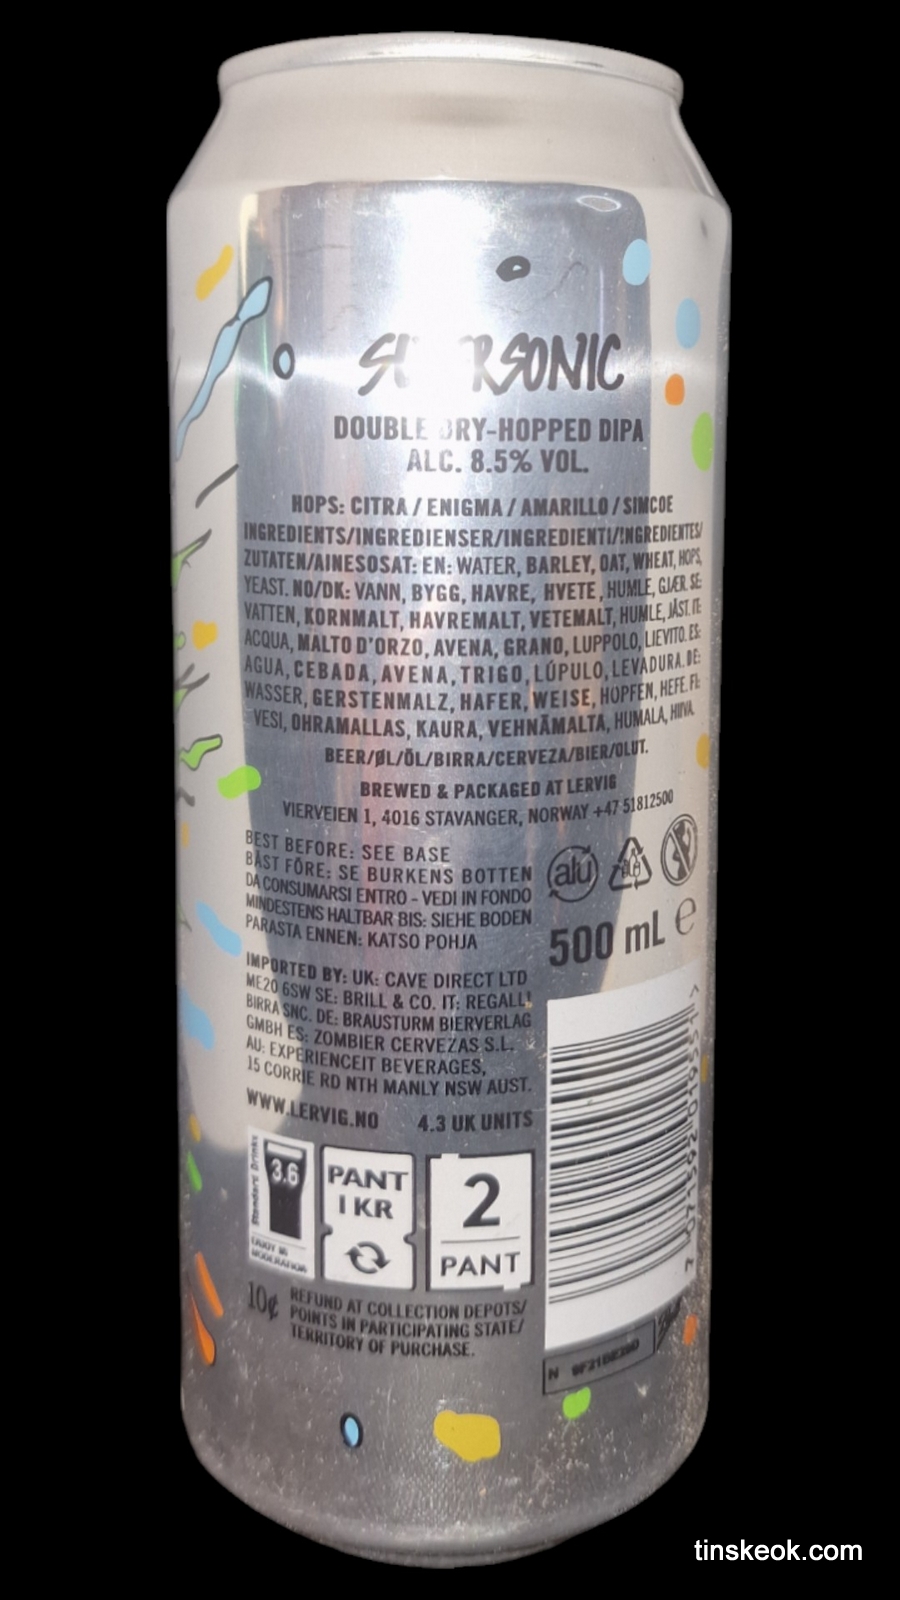 SUPERSONIC
DOUBLE DRY-HOPPED DIPA
ALC. 8.5% VOL.
HOPS: CITRA / ENIGMA / AMARILLO / SIMCOE
INGREDIENTS/INGREDIENSER/INGREDIENTI/INGREDIENTES/
ZUTATEN/AINESOSAT: EN: WATER, BARLEY, OAT, WHEAT, HOPS,
YEAST. NO/DK: VANN, BYGG, HAVRE, HVETE, HUMLE, GJÆR. SE:
VATTEN, KORNMALT, HAVREMALT, VETEMALT, HUMLE, JÄST. IT:
ACQUA, MALTO D'ORZO, AVENA, GRANO, LUPPOLO, LIEVITO. ES:
AGUA, CEBADA, AVENA, TRIGO, LÚPULO, LEVADURA. DE:
WASSER, GERSTENMALZ, HAFER, WEISE, HOPFEN, HEFE. FI:
VESI, OHRAMALLAS, KAURA, VEHNÄMALTA, HUMALA, HIIVA.
BEER/ØL/ÖL/BIRRA/CERVEZA/BIER/OLUT.
BREWED & PACKAGED AT LERVIG
VIERVEIEN 1, 4016 STAVANGER, NORWAY +47 51812500
BEST BEFORE: SEE BASE
BÄST FÖRE: SE BURKENS BOTTEN
DA CONSUMARSI ENTRO - VEDI IN FONDO
MINDESTENS HALTBAR BIS: SIEHE BODEN
PARASTA ENNEN: KATSO POHJA
alu
500 mL e
IMPORTED BY: UK: CAVE DIRECT LTD
ME20 6SW SE: BRILL & CO. IT: REGALLI
BIRRA SNC. DE: BRAUSTURM BIERVERLAG
GMBH ES: ZOMBIER CERVEZAS S.L.
AU: EXPERIENCEIT BEVERAGES,
15 CORRIE RD NTH MANLY NSW AUST.
WWW.LERVIG.NO 4.3 UK UNITS
Standart Drinks
3.6
ENJOY IN
MODERATION
PANT
1 KR
2
PANT
10¢ REFUND AT COLLECTION DEPOTS/
POINTS IN PARTICIPATING STATE/
TERRITORY OF PURCHASE.
N
tinskeok.com